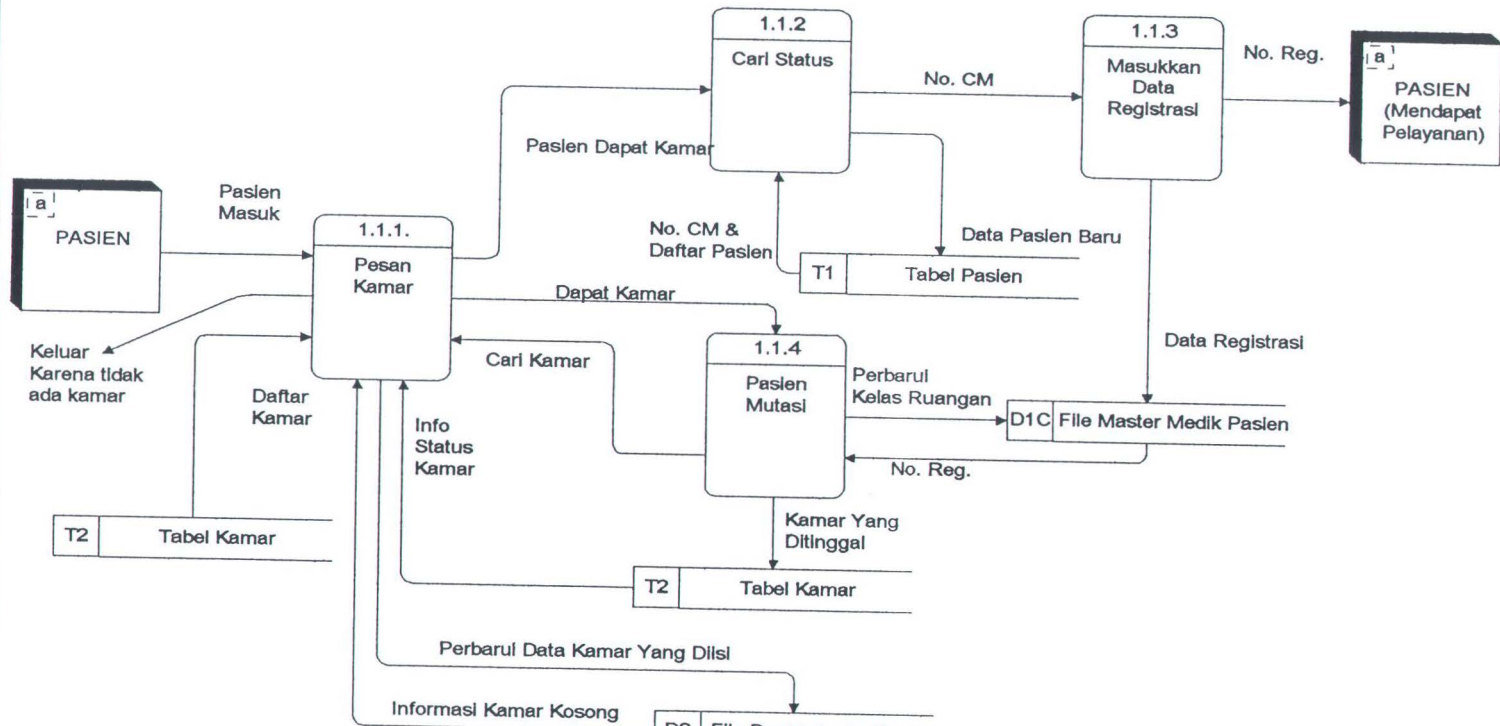 1.1.2
Cari Status
1.1.3
Masukkan
Data
Registrasi
No. Reg.
a
PASIEN
(Mendapat
Pelayanan)
No. CM
Pasien Dapat Kamar
a
PASIEN
Pasien
Masuk
1.1.1.
Pesan
Kamar
No. CM &
Daftar Pasien
Data Pasien Baru
T1
Tabel Pasien
Dapat Kamar
Keluar
Karena tidak
ada kamar
Cari Kamar
1.1.4
Pasien
Mutasi
Perbarui
Kelas Ruangan
Data Registrasi
Daftar
Kamar
Info
Status
Kamar
D1C
File Master Medik Pasien
No. Reg.
T2
Tabel Kamar
Kamar Yang
Ditinggal
T2
Tabel Kamar
Perbarui Data Kamar Yang Diisi
Informasi Kamar Kosong